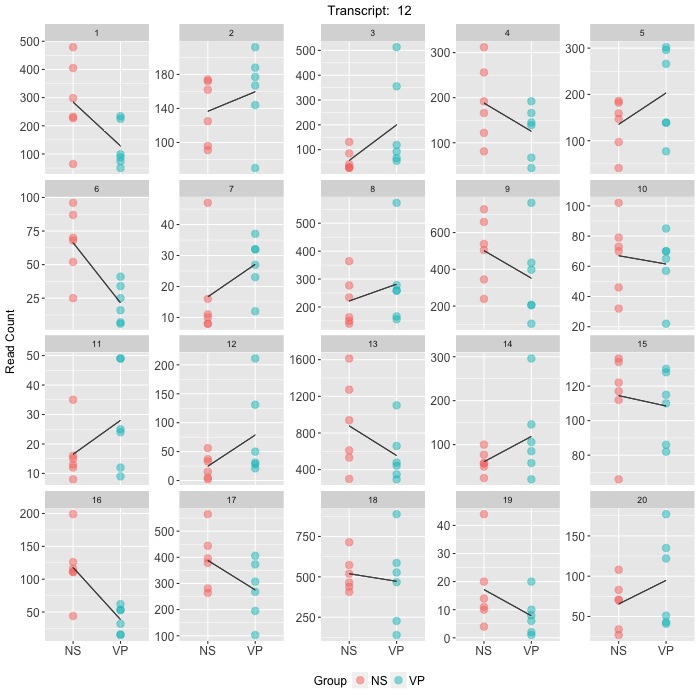 Transcript: 12
1 2 3 4 5
500 400 300 200 100
180 140 100
500 400 300 200 100
300 200 100
300 200 100
6 7 8 9 10
100 75 50 25
40 30 20 10
500 400 300 200
600 400 200
100 80 60 40 20
Read Count
11 12 13 14 15
50 40 30 20 10
200 150 100 50 0
1600 1200 800 400
300 200 100
120 100 80
16 17 18 19 20
200 150 100 50
500 400 300 200 100
750 500 250
40 30 20 10 0
150 100 50
NS VP NS VP NS VP NS VP NS VP
Group NS VP